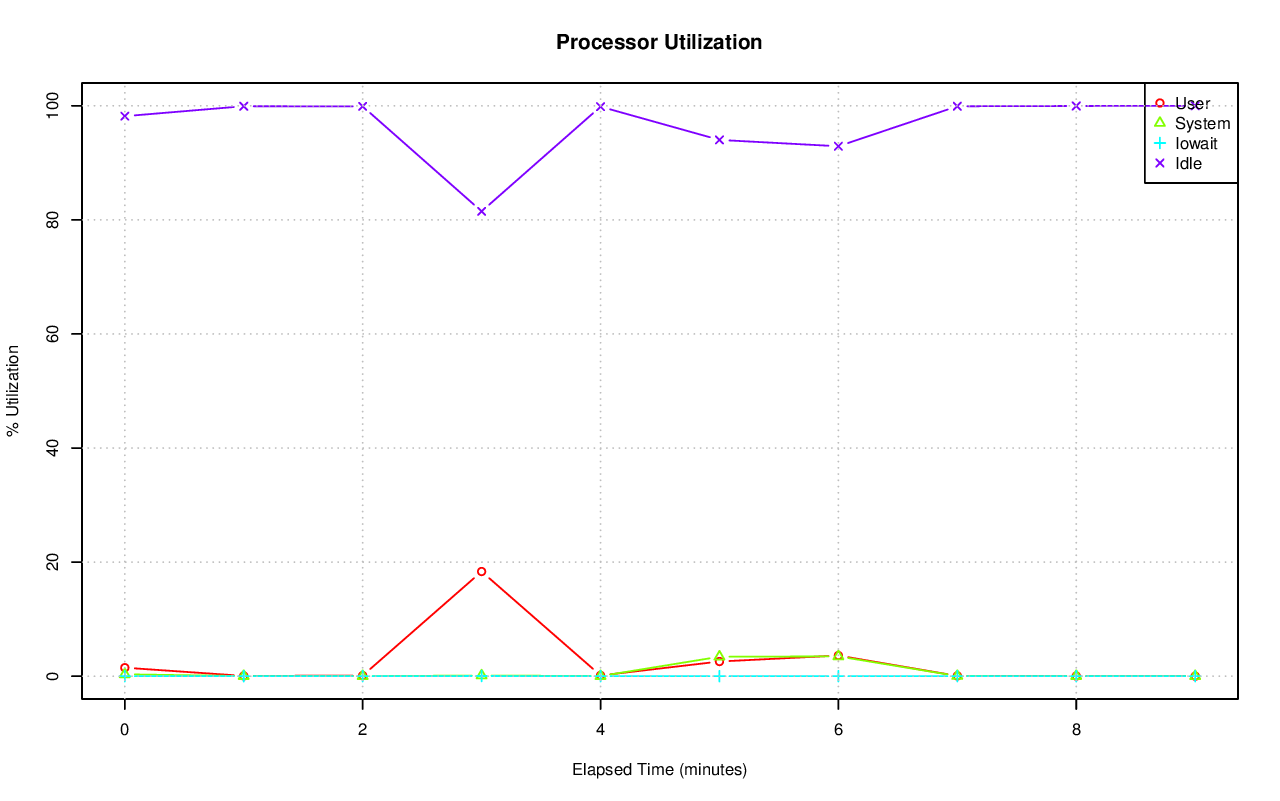 Processor Utilization
% Utilization
100
80
60
40
20
0
User
System
Iowait
Idle
0 2 4 6 8
Elapsed Time (minutes)